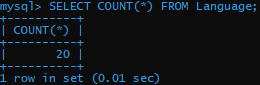 mysql> SELECT COUNT(*) FROM Language;
+----------+
| COUNT(*) |
+----------+
|       20 |
+----------+
1 row in set (0.01 sec)